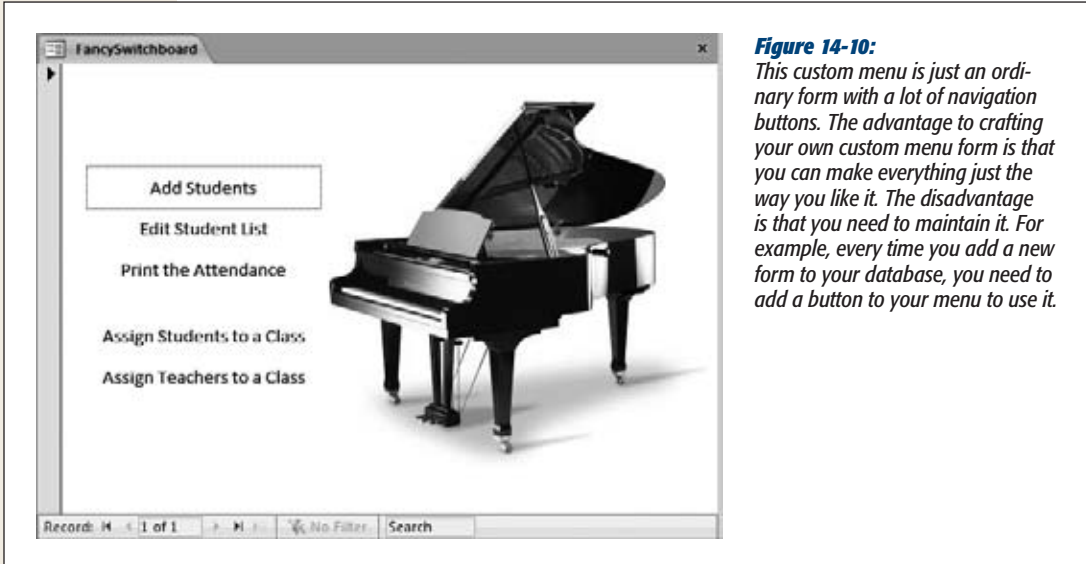 FancySwitchboard
Add Students
Edit Student List
Print the Attendance
Assign Students to a Class
Assign Teachers to a Class
Record: 1 of 1 No Filter Search
Figure 14-10:
This custom menu is just an ordi-
nary form with a lot of navigation
buttons. The advantage to crafting
your own custom menu form is that
you can make everything just the
way you like it. The disadvantage
is that you need to maintain it. For
example, every time you add a new
form to your database, you need to
add a button to your menu to use it.